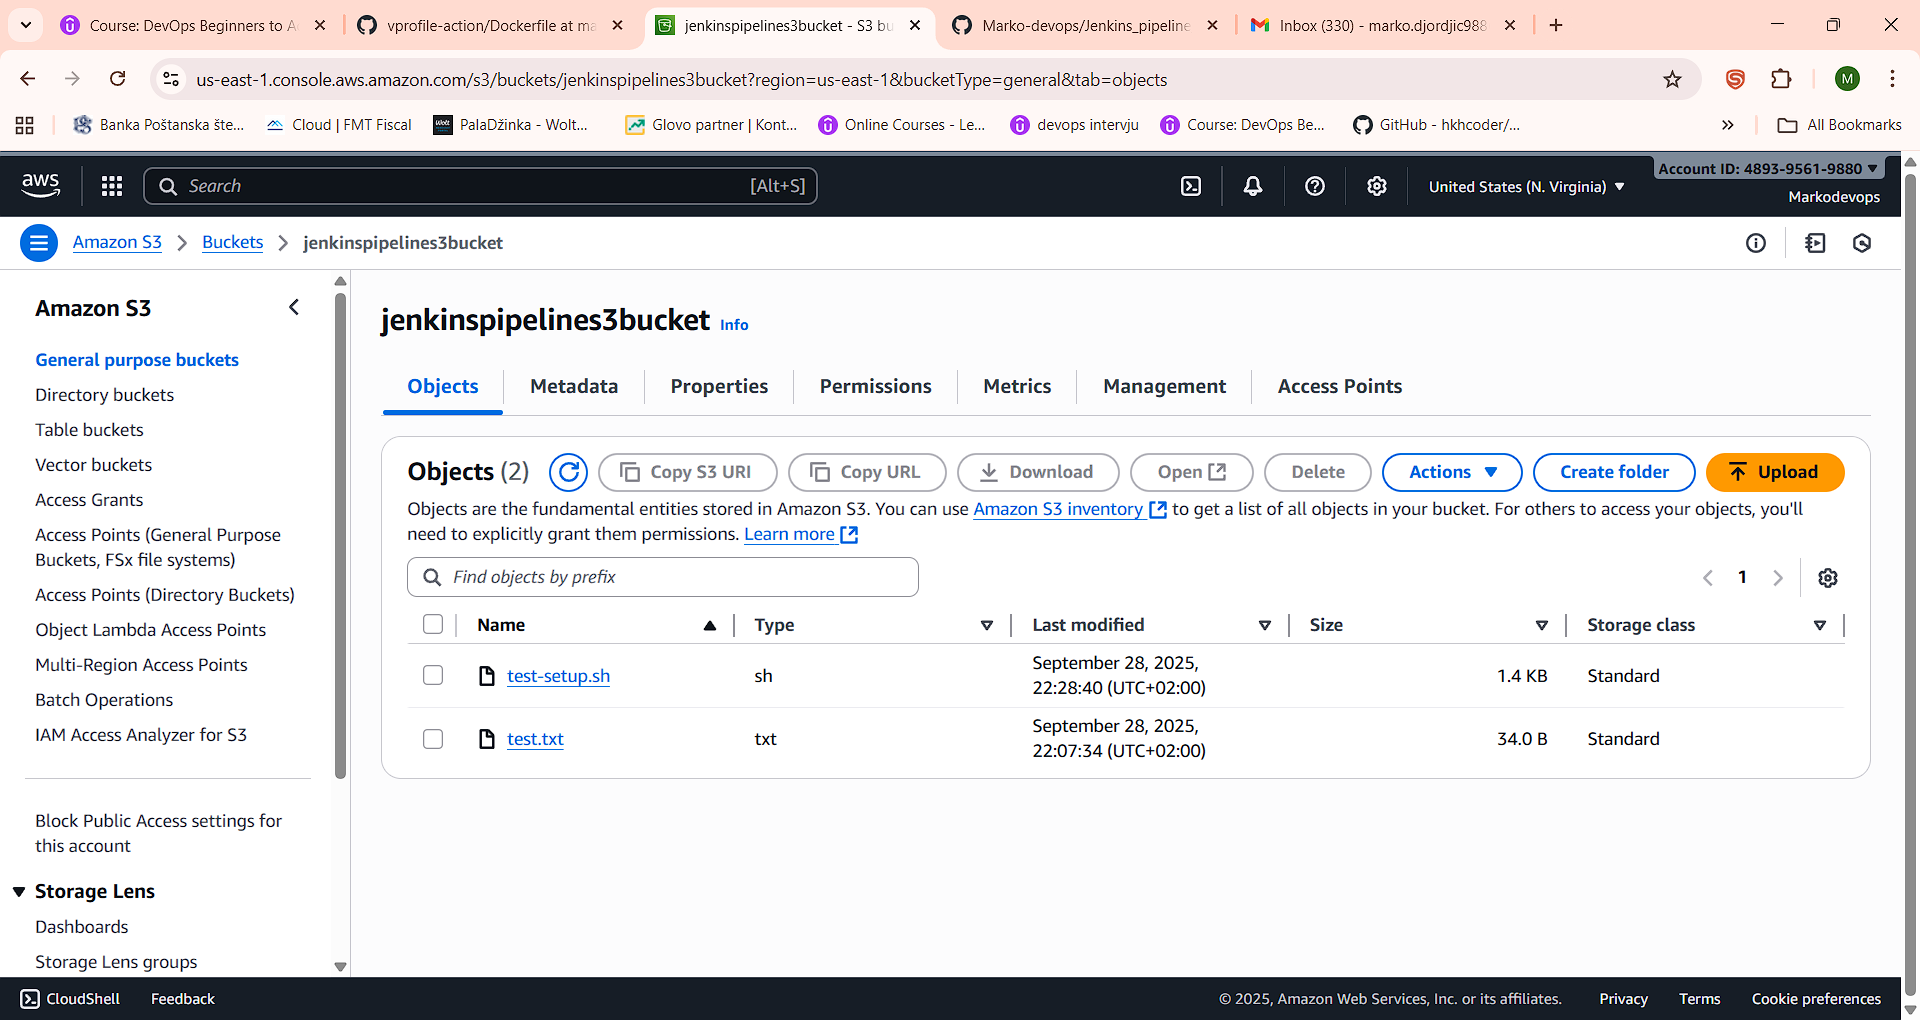 Course: DevOps Beginners to A
vprofile-action/Dockerfile at ma
jenkinspipelines3bucket - S3 bu
Marko-devops/Jenkins_pipeline
Inbox (330) - marko.djordjic988
us-east-1.console.aws.amazon.com/s3/buckets/jenkinspipelines3bucket?region=us-east-1&bucketType=general&tab=objects
M
Banka Poštanska šte...
Cloud | FMT Fiscal
Wolt
PalaDžinka - Wolt...
Glovo partner | Kont...
Online Courses - Le...
devops intervju
Course: DevOps Be...
GitHub - hkhcoder/...
All Bookmarks
aws
Search
[Alt+S]
United States (N. Virginia)
Account ID: 4893-9561-9880
Markodevops
Amazon S3
Buckets
jenkinspipelines3bucket
Amazon S3
General purpose buckets
Directory buckets
Table buckets
Vector buckets
Access Grants
Access Points (General Purpose
Buckets, FSx file systems)
Access Points (Directory Buckets)
Object Lambda Access Points
Multi-Region Access Points
Batch Operations
IAM Access Analyzer for S3
Block Public Access settings for
this account
Storage Lens
Dashboards
Storage Lens groups
jenkinspipelines3bucket Info
Objects
Metadata
Properties
Permissions
Metrics
Management
Access Points
Objects (2)
Copy S3 URI
Copy URL
Download
Open
Delete
Actions
Create folder
Upload
Objects are the fundamental entities stored in Amazon S3. You can use Amazon S3 inventory to get a list of all objects in your bucket. For others to access your objects, you'll
need to explicitly grant them permissions. Learn more
Find objects by prefix
1
Name
Type
Last modified
Size
Storage class
test-setup.sh
sh
September 28, 2025,
22:28:40 (UTC+02:00)
1.4 KB
Standard
test.txt
txt
September 28, 2025,
22:07:34 (UTC+02:00)
34.0 B
Standard
CloudShell
Feedback
© 2025, Amazon Web Services, Inc. or its affiliates.
Privacy
Terms
Cookie preferences